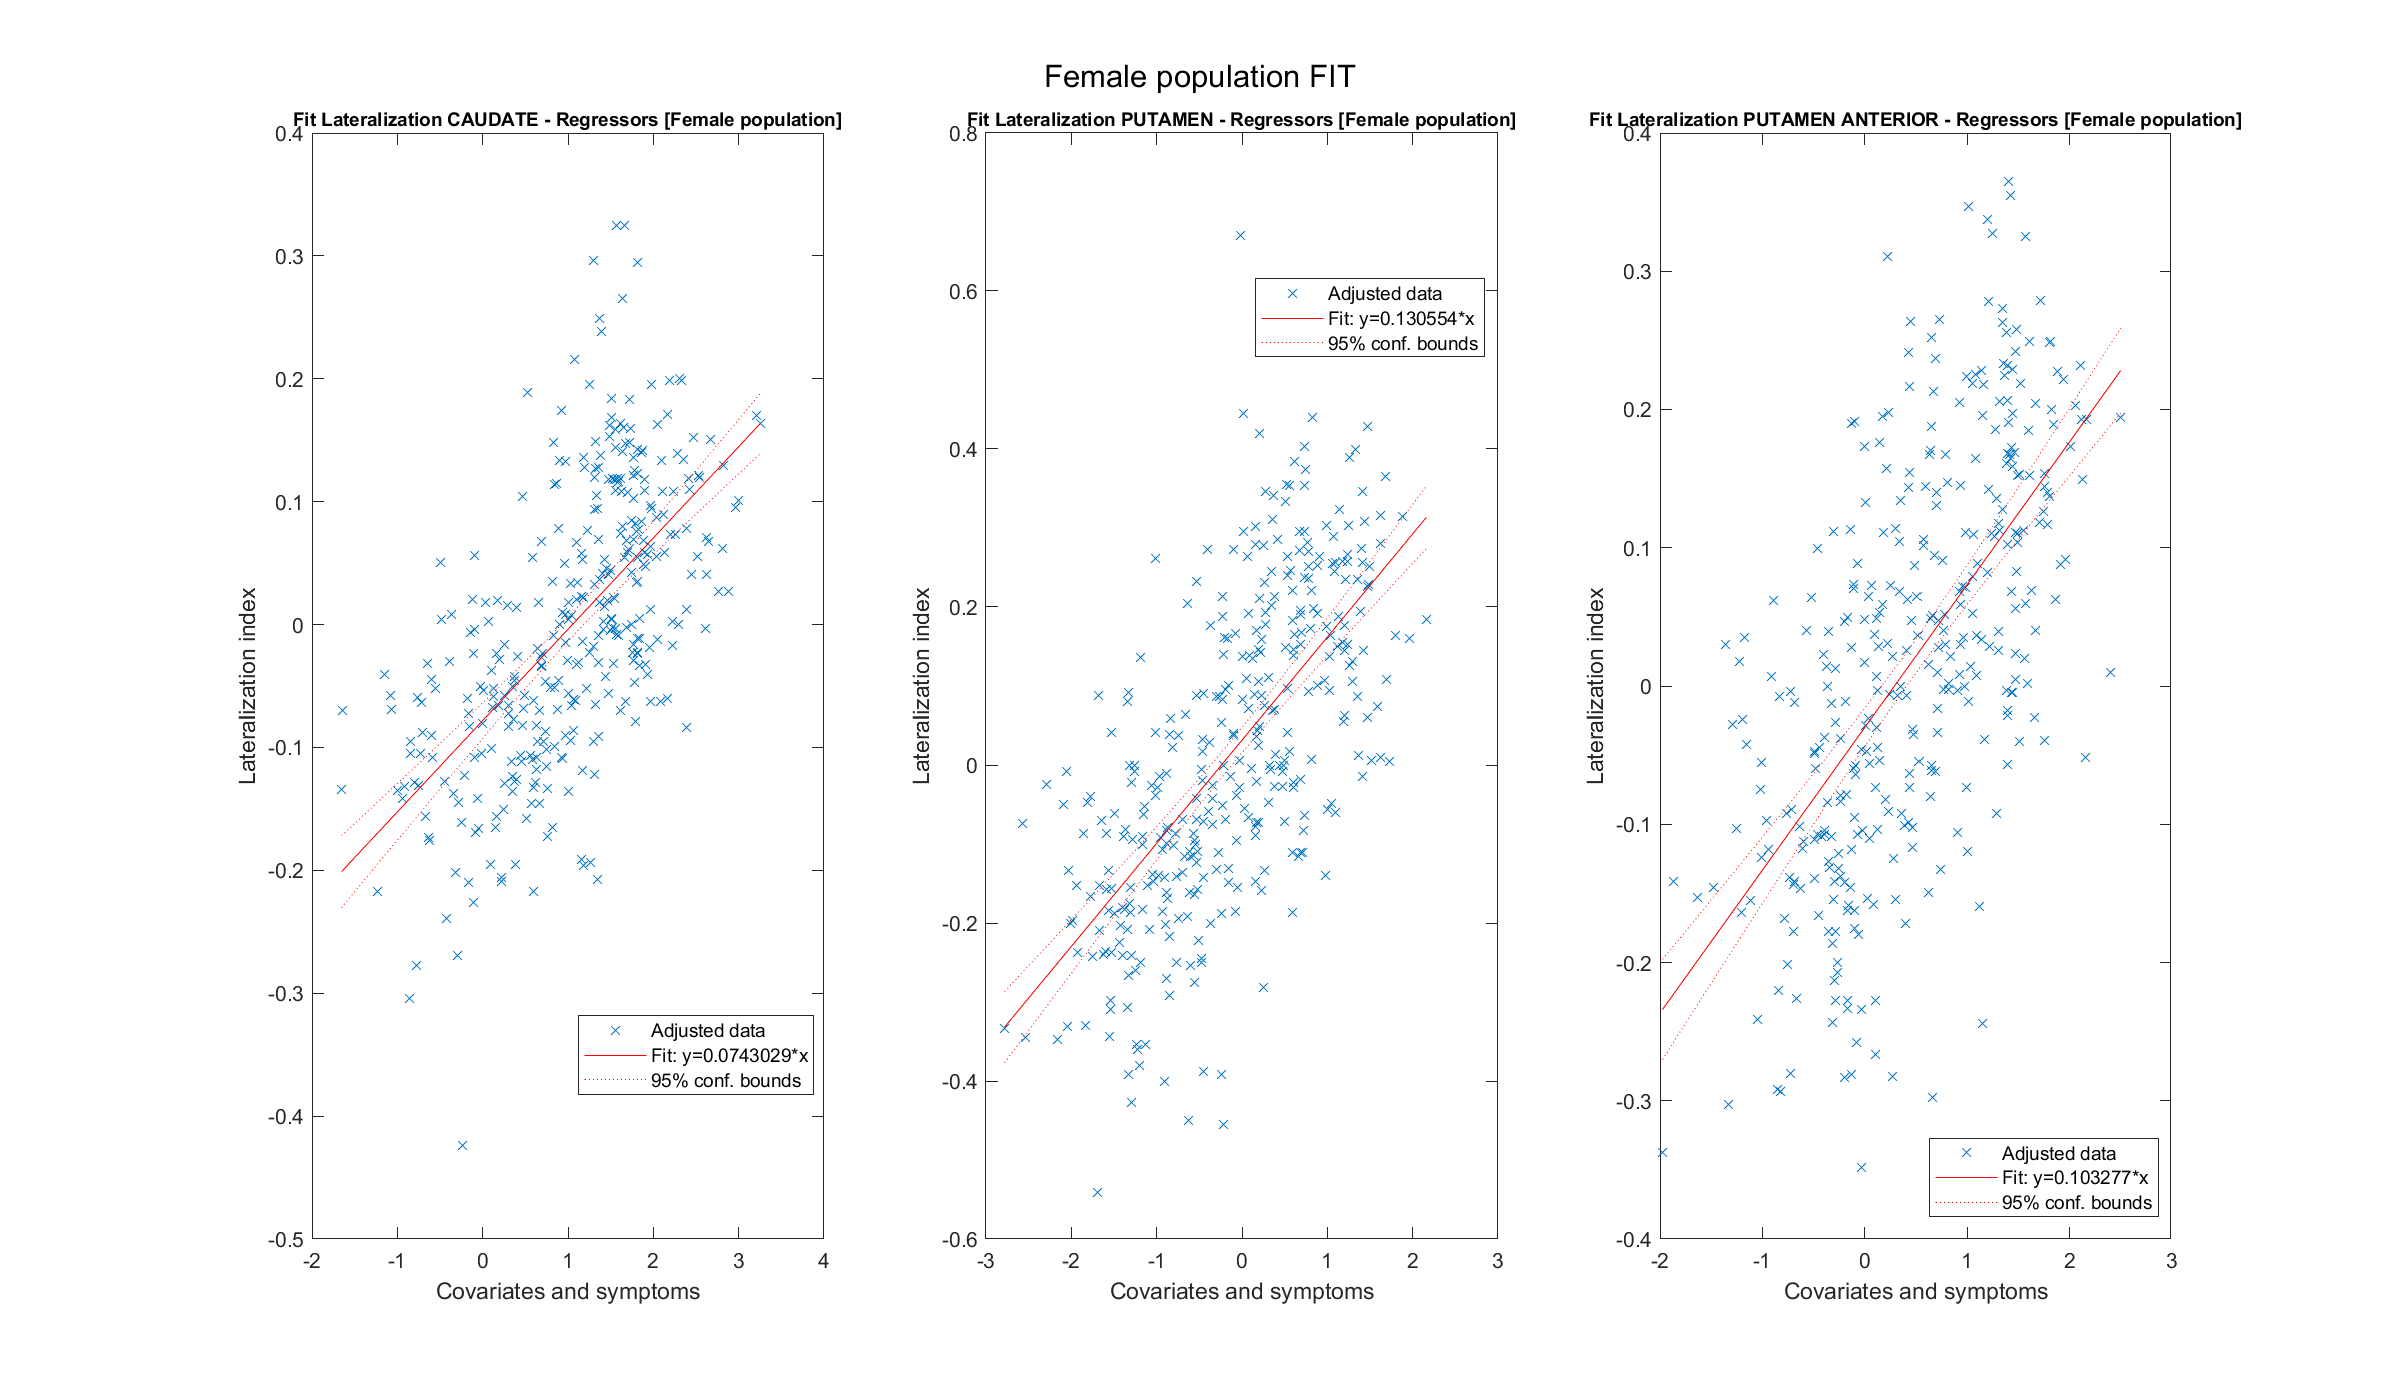 Female population FIT
Fit Lateralization CAUDATE - Regressors [Female population]
0.4
0.3
0.2
0.1
0
-0.1
-0.2
-0.3
-0.4
-0.5
Lateralization index
Adjusted data
Fit: y=0.0743029*x
95% conf. bounds
-2 -1 0 1 2 3 4
Covariates and symptoms
Fit Lateralization PUTAMEN - Regressors [Female population]
0.8
0.6
0.4
0.2
0
-0.2
-0.4
-0.6
Lateralization index
Adjusted data
Fit: y=0.130554*x
95% conf. bounds
-3 -2 -1 0 1 2 3
Covariates and symptoms
Fit Lateralization PUTAMEN ANTERIOR - Regressors [Female population]
0.4
0.3
0.2
0.1
0
-0.1
-0.2
-0.3
-0.4
Lateralization index
Adjusted data
Fit: y=0.103277*x
95% conf. bounds
-2 -1 0 1 2 3
Covariates and symptoms